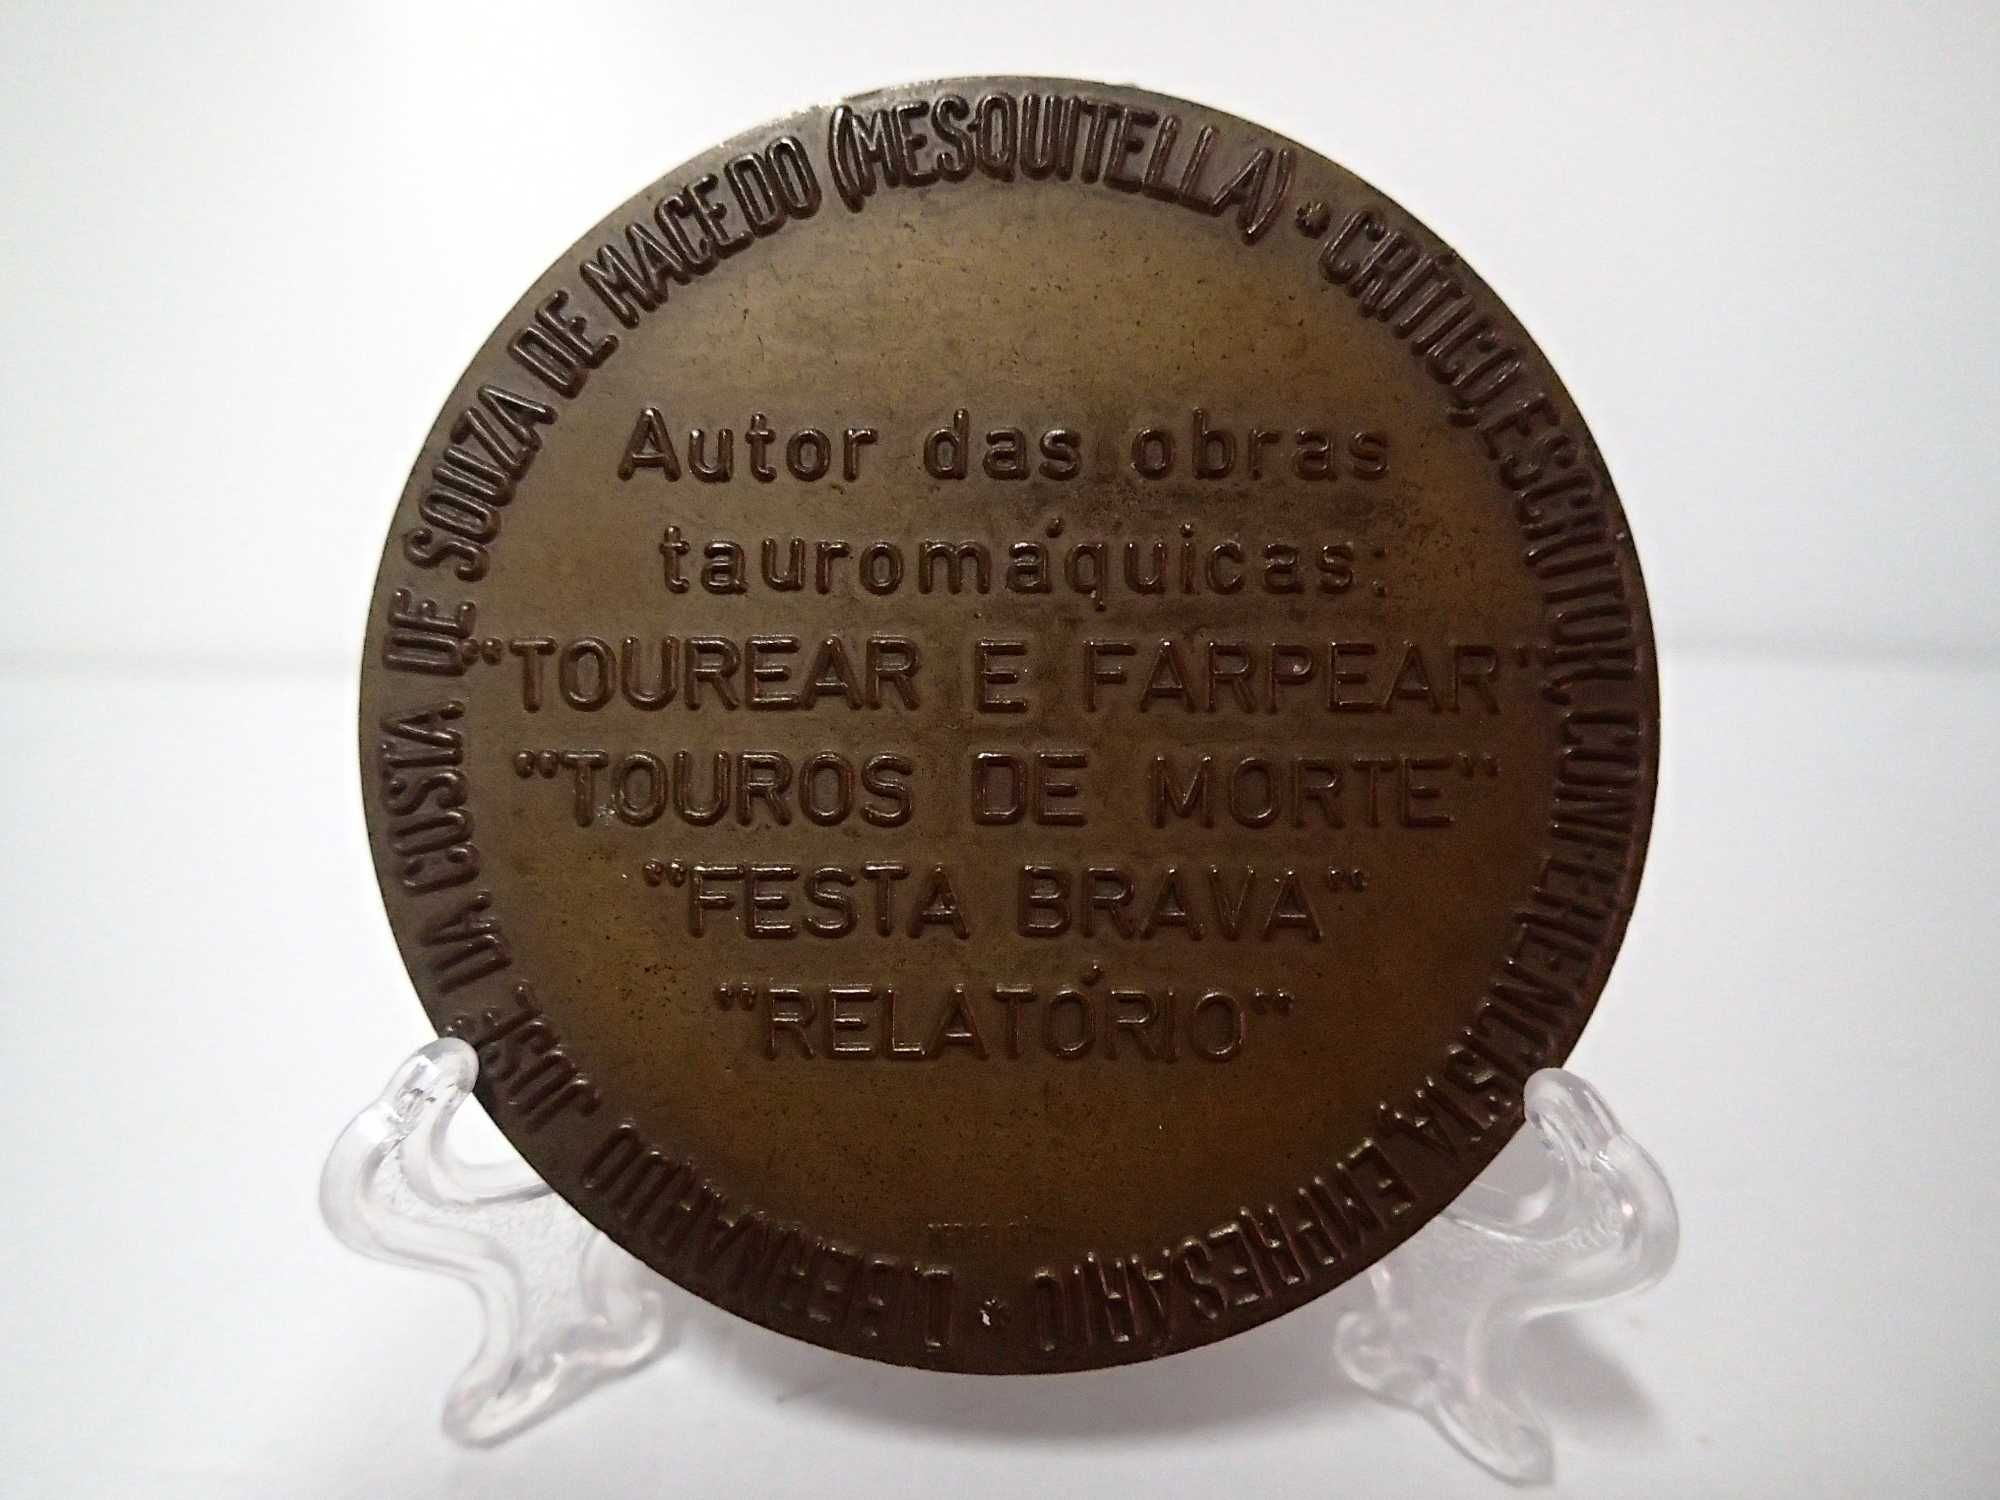 D. BERNARDO JOSÉ DA COSTA DE SOUZA DE MACEDO (MESQUITELLA) * CRÍTICO, ESCRITOR, CONFERENCISTA, EMPRESÁRIO *
Autor das obras
tauromáquicas:
"TOUREAR E FARPEAR"
"TOUROS DE MORTE"
"FESTA BRAVA"
"RELATÓRIO"